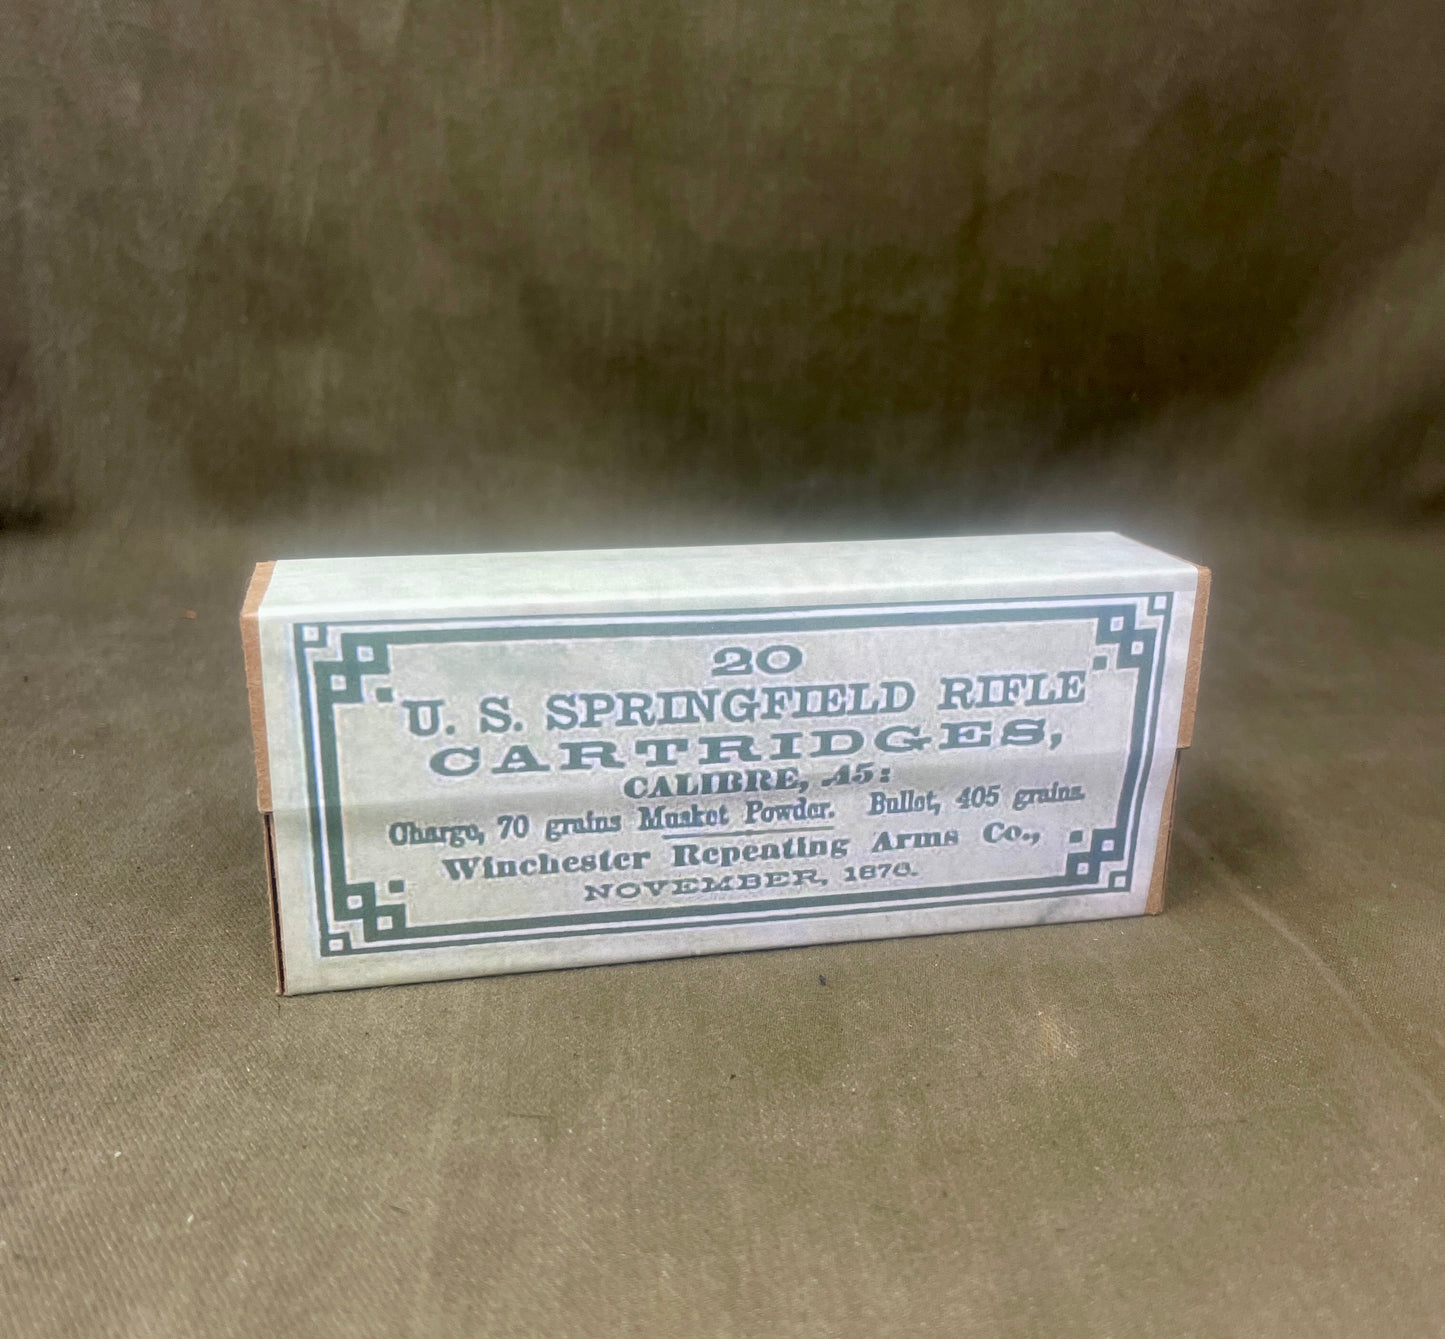 20
U. S. SPRINGFIELD RIFLE
CARTRIDGES,
CALIBRE, .45:
Charge, 70 grains Musket Powder. Bullet, 405 grains.
Winchester Repeating Arms Co.,
NOVEMBER, 1876.